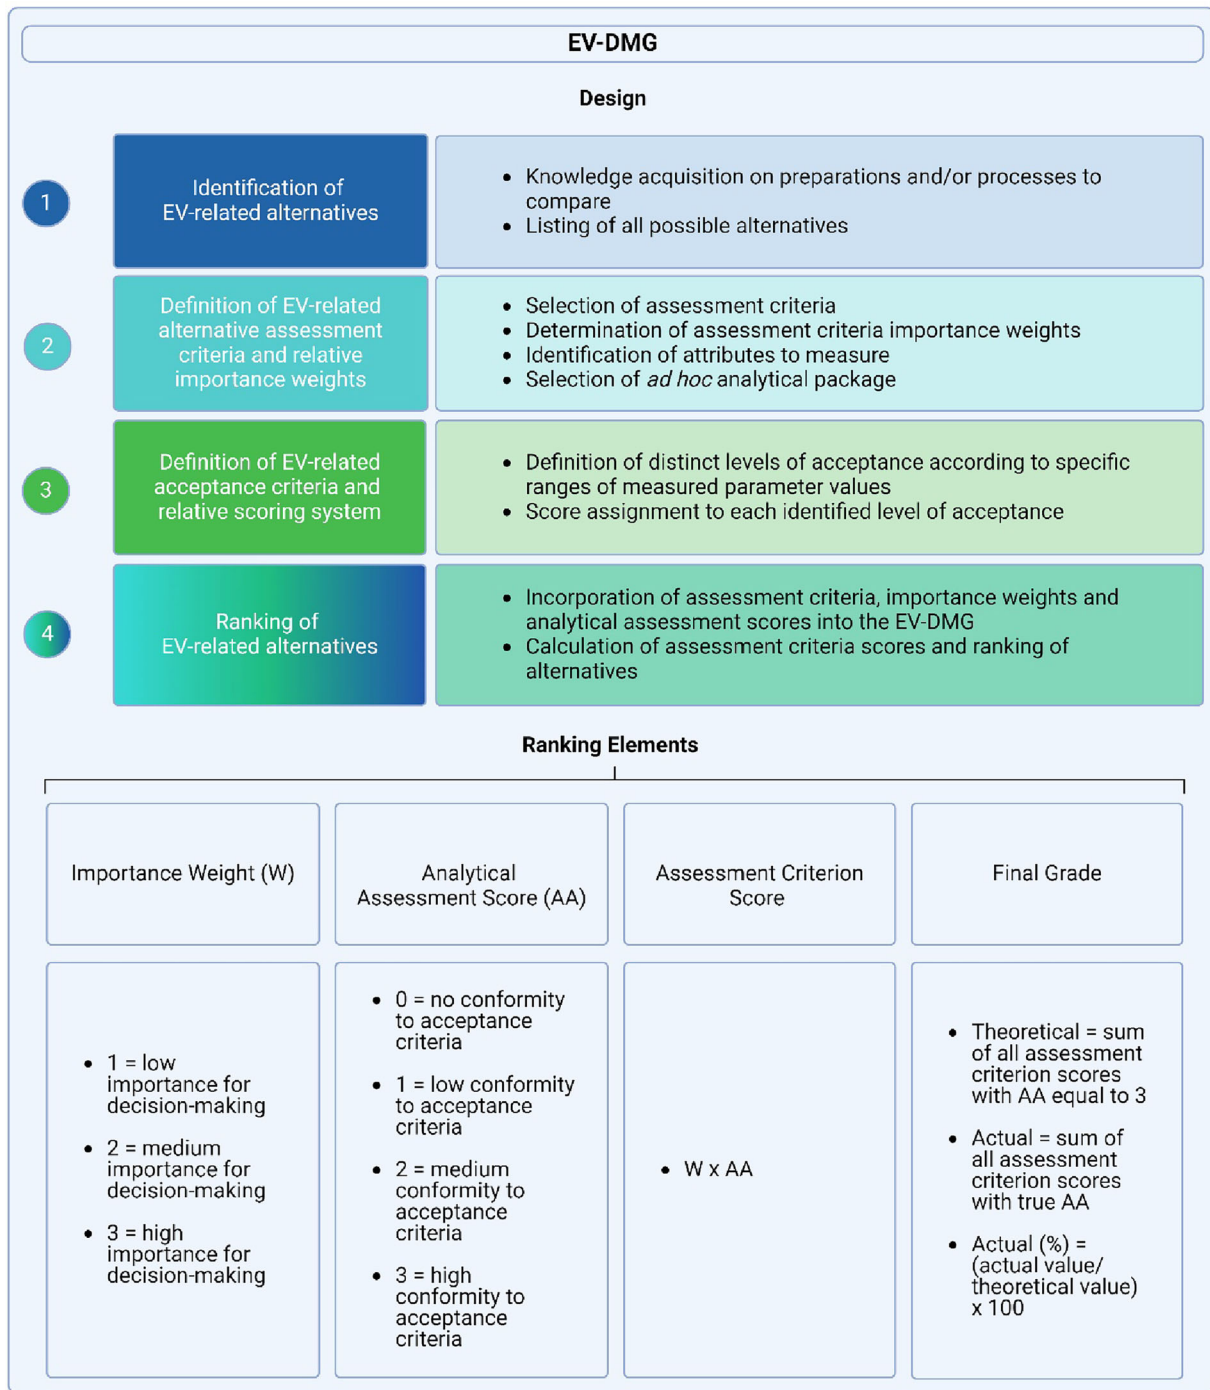 EV-DMG
Design
1
Identification of
EV-related alternatives
• Knowledge acquisition on preparations and/or processes to
compare
• Listing of all possible alternatives
2
Definition of EV-related
alternative assessment
criteria and relative
importance weights
• Selection of assessment criteria
• Determination of assessment criteria importance weights
• Identification of attributes to measure
• Selection of ad hoc analytical package
3
Definition of EV-related
acceptance criteria and
relative scoring system
• Definition of distinct levels of acceptance according to specific
ranges of measured parameter values
• Score assignment to each identified level of acceptance
4
Ranking of
EV-related alternatives
• Incorporation of assessment criteria, importance weights and
analytical assessment scores into the EV-DMG
• Calculation of assessment criteria scores and ranking of
alternatives
Ranking Elements
Importance Weight (W)
Analytical
Assessment Score (AA)
Assessment Criterion
Score
Final Grade
• 1 = low
importance for
decision-making
• 2 = medium
importance for
decision-making
• 3 = high
importance for
decision-making
• 0 = no conformity
to acceptance
criteria
• 1 = low conformity
to acceptance
criteria
• 2 = medium
conformity to
acceptance
criteria
• 3 = high
conformity to
acceptance
criteria
• W x AA
• Theoretical = sum
of all assessment
criterion scores
with AA equal to 3
• Actual = sum of
all assessment
criterion scores
with true AA
• Actual (%) =
(actual value/
theoretical value)
x 100